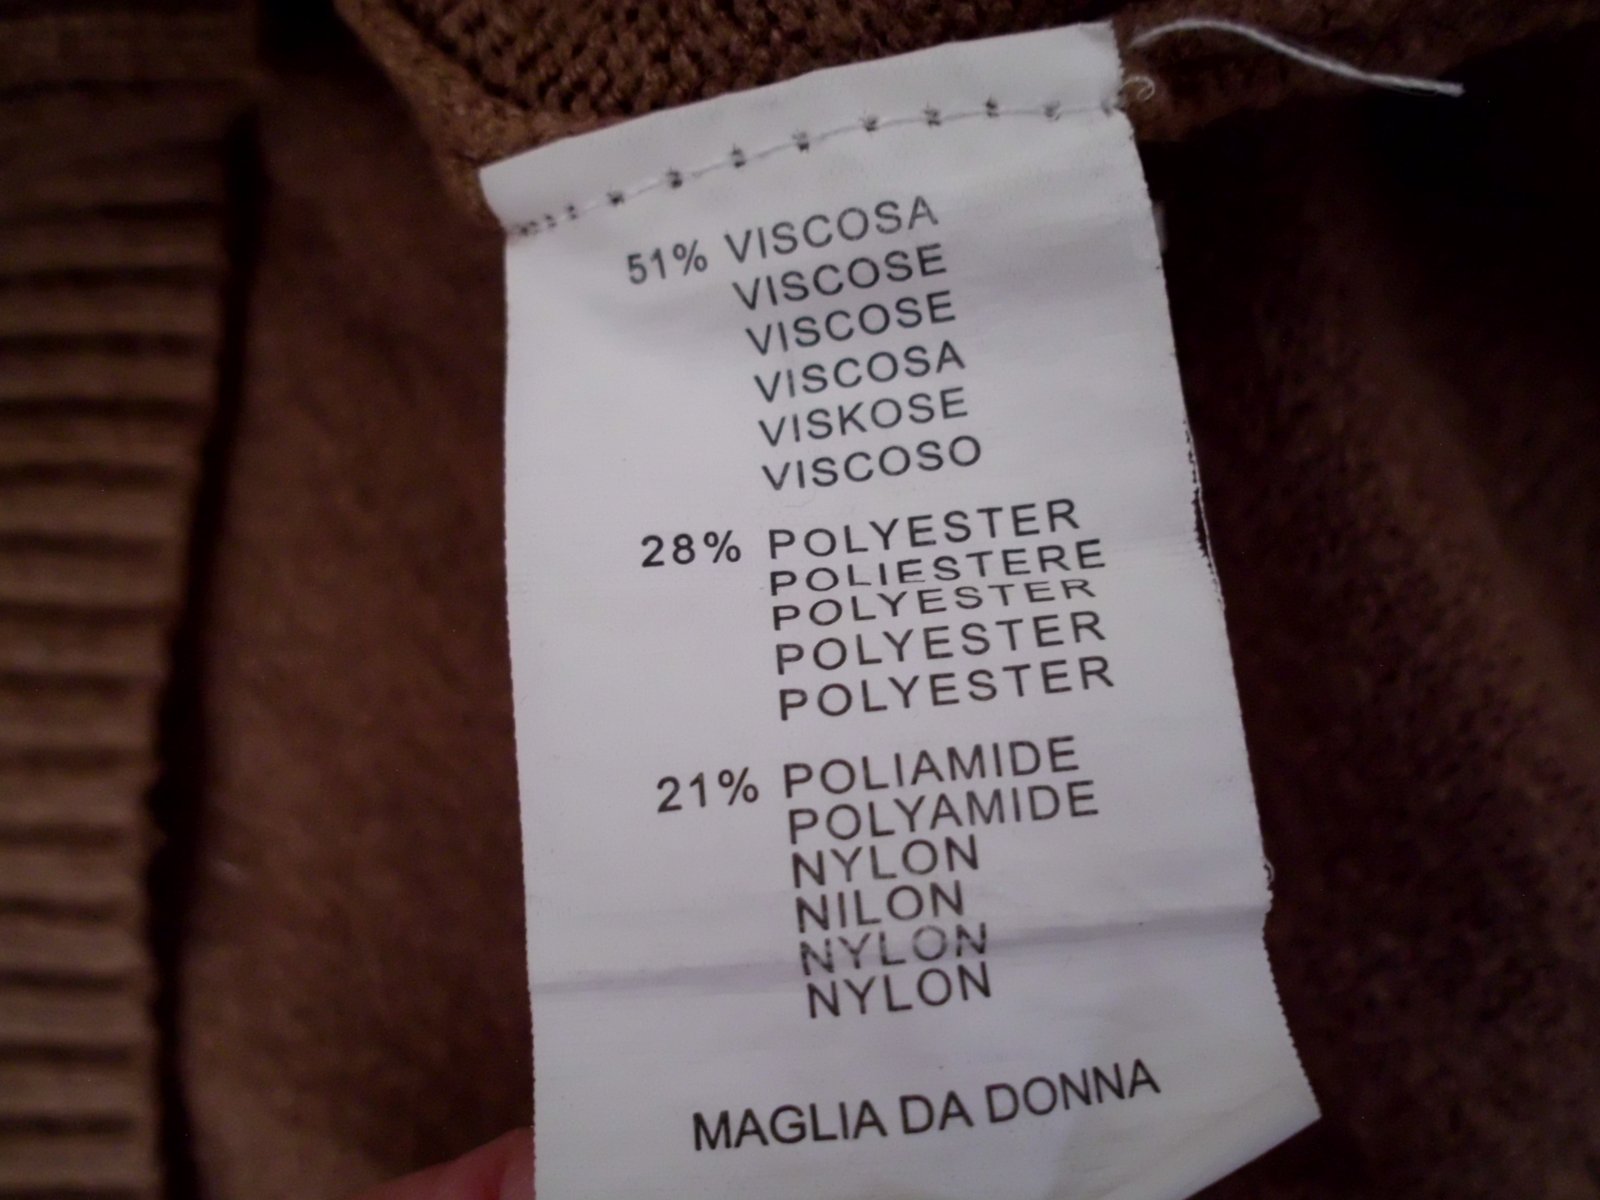 51% VISCOSA
VISCOSE
VISCOSE
VISCOSA
VISKOSE
VISCOSO
28% POLYESTER
POLIESTERE
POLYESTER
POLYESTER
POLYESTER
21% POLIAMIDE
POLYAMIDE
NYLON
NILON
NYLON
NYLON
MAGLIA DA DONNA